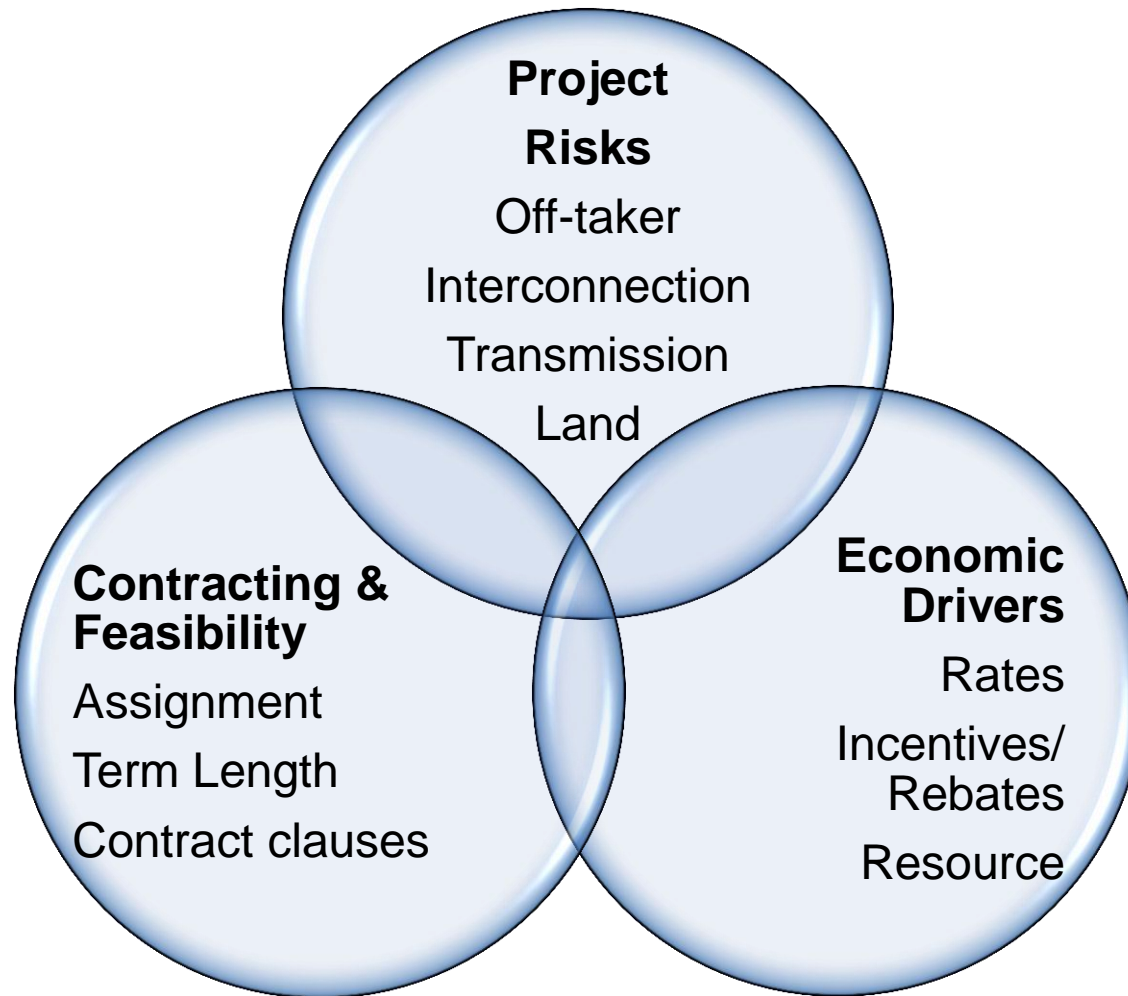 Project
Risks
Off-taker
Interconnection
Transmission
Land
Contracting &
Feasibility
Assignment
Term Length
Contract clauses
Economic
Drivers
Rates
Incentives/
Rebates
Resource